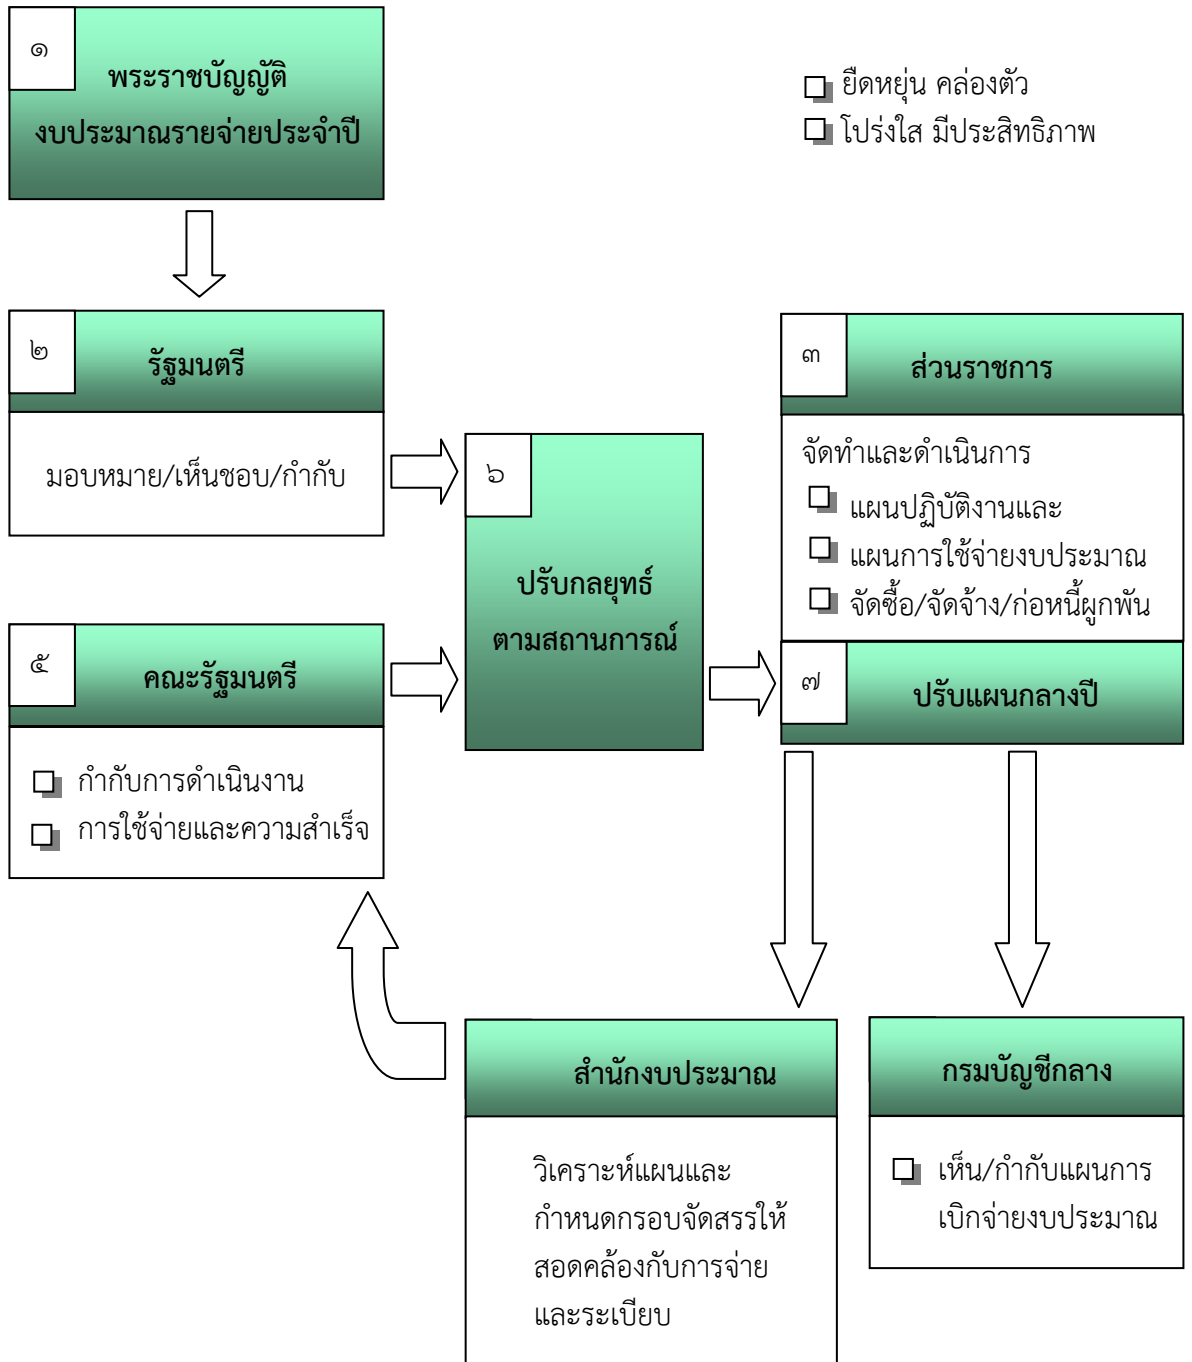 ๑
พระราชบัญญัติ
งบประมาณรายจ่ายประจำปี
ยืดหยุ่น คล่องตัว
โปร่งใส มีประสิทธิภาพ
๒
รัฐมนตรี
มอบหมาย/เห็นชอบ/กำกับ
๓
ส่วนราชการ
จัดทำและดำเนินการ
แผนปฏิบัติงานและ
แผนการใช้จ่ายงบประมาณ
จัดซื้อ/จัดจ้าง/ก่อหนี้ผูกพัน
๖
ปรับกลยุทธ์
ตามสถานการณ์
๕
คณะรัฐมนตรี
กำกับการดำเนินงาน
การใช้จ่ายและความสำเร็จ
๗
ปรับแผนกลางปี
สำนักงบประมาณ
วิเคราะห์แผนและ
กำหนดกรอบจัดสรรให้
สอดคล้องกับการจ่าย
และระเบียบ
กรมบัญชีกลาง
เห็น/กำกับแผนการ
เบิกจ่ายงบประมาณ